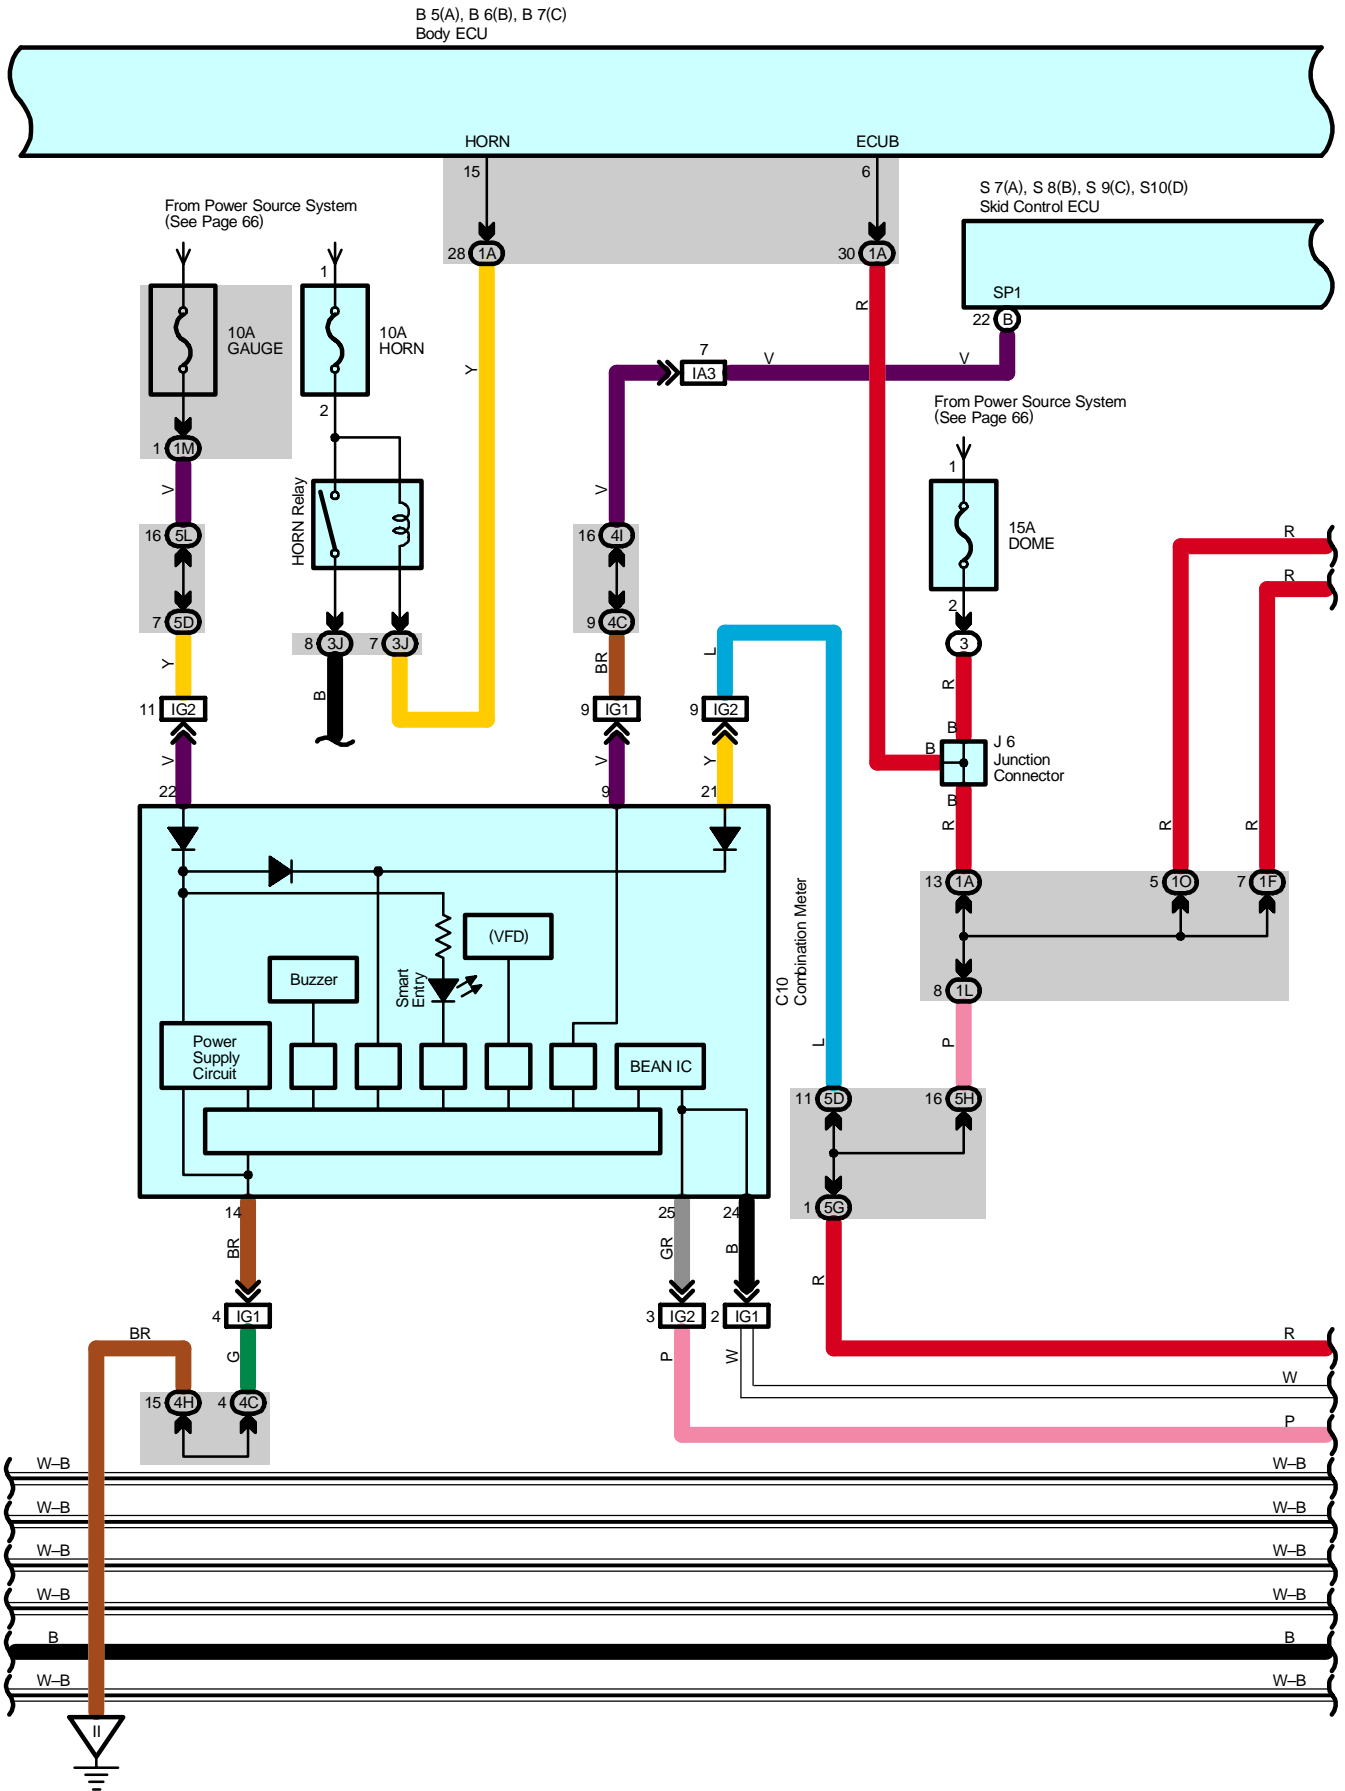 B 5(A), B 6(B), B 7(C)
Body ECU
HORN
ECUB
15
6
S 7(A), S 8(B), S 9(C), S10(D)
Skid Control ECU
From Power Source System
(See Page 66)
28 1A
30 1A
1
SP1
R
22 B
10A
GAUGE
10A
HORN
7
IA3
V
V
Y
From Power Source System
(See Page 66)
2
1 1M
1
V
V
HORN Relay
16 5L
16 4I
15A
DOME
R
R
2
7 5D
9 4C
8 3J
7 3J
3
Y
BR
L
R
B
11 IG2
9 IG1
9 IG2
B
J 6
Junction
Connector
B
V
V
Y
22
9
21
B
R
R
R
13 1A
5 1O
7 1F
C10
Combination Meter
(VFD)
Buzzer
Smart
Entry
8 1L
Power
Supply
Circuit
BEAN IC
L
P
11 5D
16 5H
1 5G
14
25
24
BR
GR
B
R
4 IG1
3 IG2
2 IG1
BR
G
P
W
R
W
15 4H
4 4C
P
W–B
W–B
W–B
W–B
W–B
W–B
W–B
W–B
B
B
W–B
W–B
II